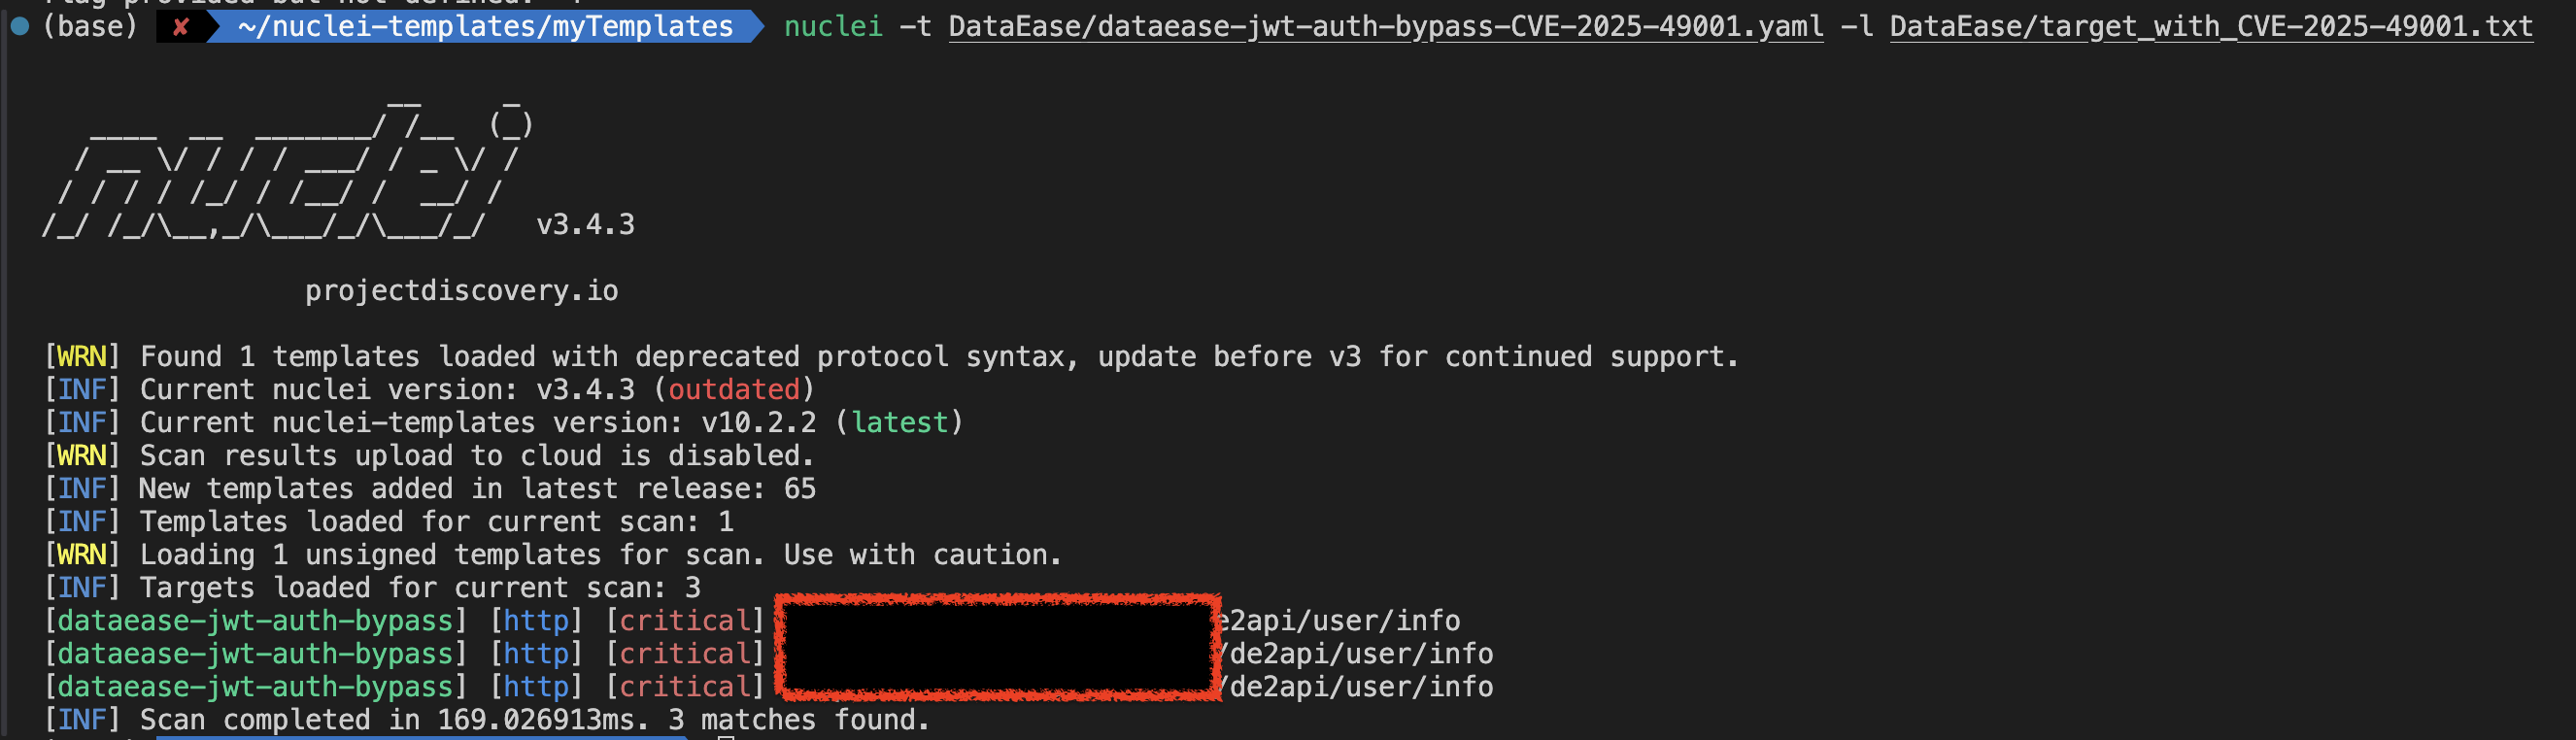 (base) ✘ ~/nuclei-templates/myTemplates nuclei -t DataEase/dataease-jwt-auth-bypass-CVE-2025-49001.yaml -l DataEase/target_with_CVE-2025-49001.txt
nuclei v3.4.3
projectdiscovery.io
[WRN] Found 1 templates loaded with deprecated protocol syntax, update before v3 for continued support.
[INF] Current nuclei version: v3.4.3 (outdated)
[INF] Current nuclei-templates version: v10.2.2 (latest)
[WRN] Scan results upload to cloud is disabled.
[INF] New templates added in latest release: 65
[INF] Templates loaded for current scan: 1
[WRN] Loading 1 unsigned templates for scan. Use with caution.
[INF] Targets loaded for current scan: 3
[dataease-jwt-auth-bypass] [http] [critical] e2api/user/info
[dataease-jwt-auth-bypass] [http] [critical] /de2api/user/info
[dataease-jwt-auth-bypass] [http] [critical] /de2api/user/info
[INF] Scan completed in 169.026913ms. 3 matches found.